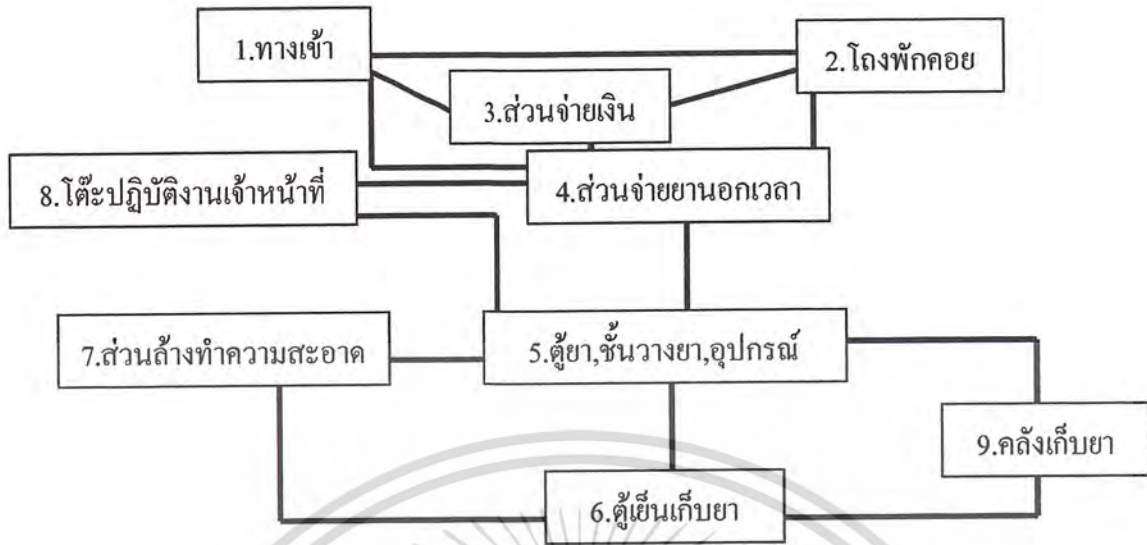 1.ทางเข้า
2.โถงพักคอย
3.ส่วนจ่ายเงิน
8.โต๊ะปฏิบัติงานเจ้าหน้าที่
4.ส่วนจ่ายยานอกเวลา
7.ส่วนล้างทำความสะอาด
5.ตู้ยา,ชั้นวางยา,อุปกรณ์
9.คลังเก็บยา
6.ตู้เย็นเก็บยา